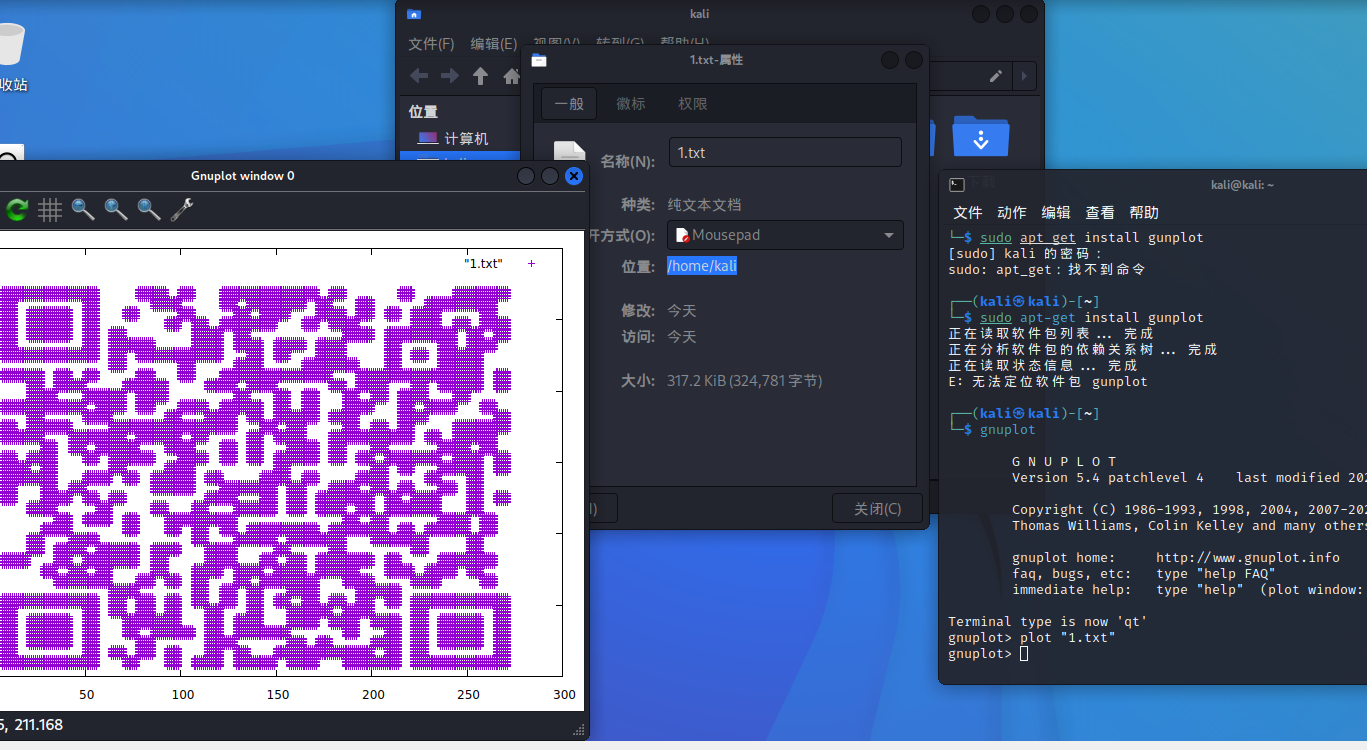 kali
文件(F) 编辑(E) 视图(V) 转到(G) 帮助(H)
收站
位置
计算机
1.txt-属性
一般 徽标 权限
名称(N): 1.txt
种类: 纯文本文档
开方式(O): Mousepad
位置: /home/kali
修改: 今天
访问: 今天
大小: 317.2 KiB (324,781 字节)
关闭(C)
Gnuplot window 0
"1.txt" +
50 100 150 200 250 300
5, 211.168
kali@kali: ~
文件 动作 编辑 查看 帮助
└─$ sudo apt_get install gunplot
[sudo] kali 的密码：
sudo: apt_get：找不到命令
┌──(kali㉿kali)-[~]
└─$ sudo apt-get install gunplot
正在读取软件包列表... 完成
正在分析软件包的依赖关系树... 完成
正在读取状态信息... 完成
E: 无法定位软件包 gunplot
┌──(kali㉿kali)-[~]
└─$ gnuplot
G N U P L O T
Version 5.4 patchlevel 4 last modified 202
Copyright (C) 1986-1993, 1998, 2004, 2007-202
Thomas Williams, Colin Kelley and many others
gnuplot home: http://www.gnuplot.info
faq, bugs, etc: type "help FAQ"
immediate help: type "help" (plot window:
Terminal type is now 'qt'
gnuplot> plot "1.txt"
gnuplot>